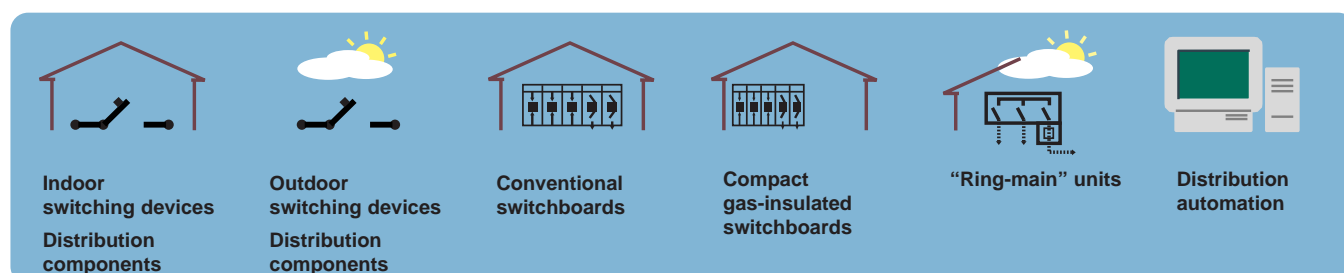 Indoor
switching devices
Distribution
components
Outdoor
switching devices
Distribution
components
Conventional
switchboards
Compact
gas-insulated
switchboards
“Ring-main” units
Distribution
automation